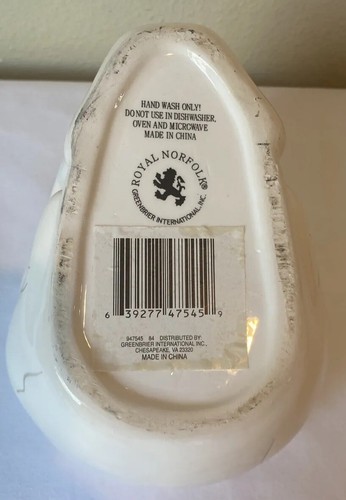 HAND WASH ONLY!
DO NOT USE IN DISHWASHER,
OVEN AND MICROWAVE
MADE IN CHINA
ROYAL NORFOLK®
GREENBRIER INTERNATIONAL, INC.
6 39277 47545 9
947545 84 DISTRIBUTED BY
GREENBRIER INTERNATIONAL INC.,
CHESAPEAKE, VA 23320
MADE IN CHINA